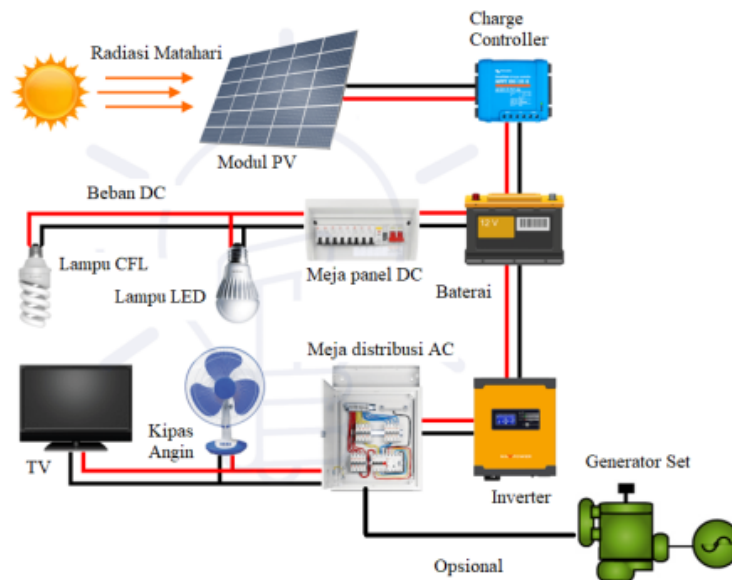 Charge
Controller
Radiasi Matahari
Modul PV
Beban DC
12 V
Lampu CFL
Lampu LED
Meja panel DC
Baterai
Meja distribusi AC
Kipas
Angin
TV
Inverter
Generator Set
Opsional